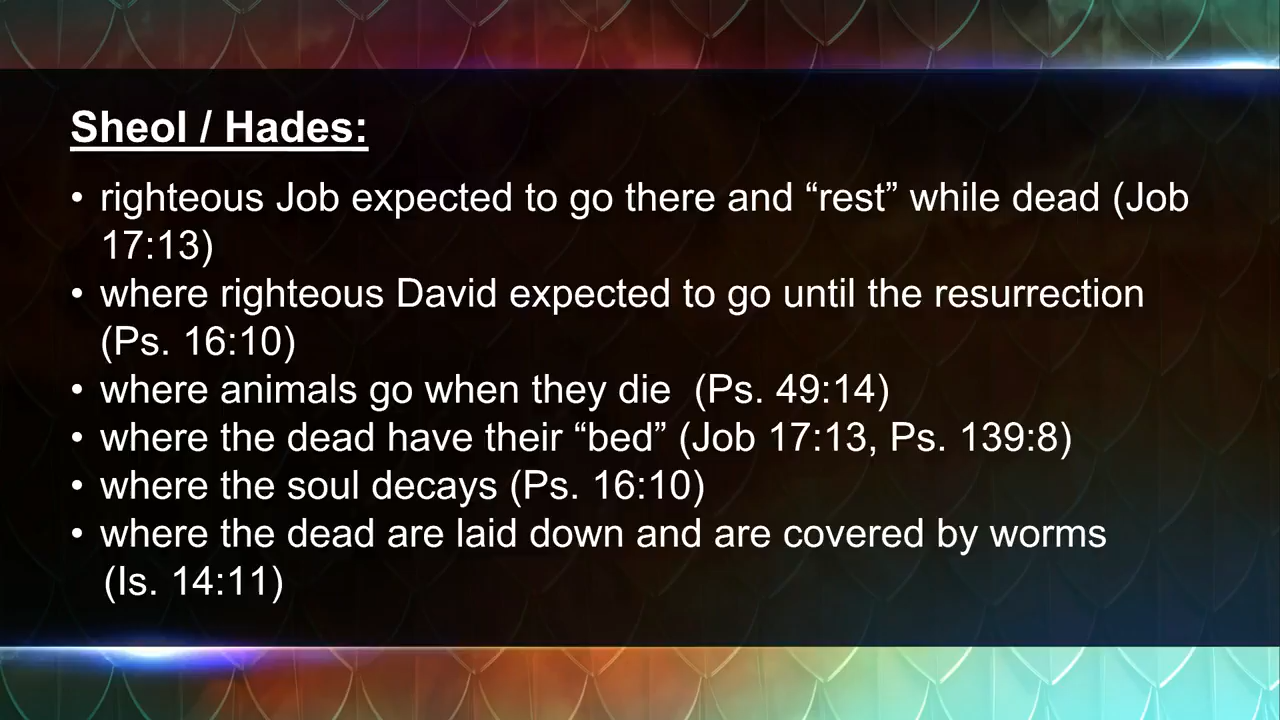 Sheol / Hades:
• righteous Job expected to go there and “rest” while dead (Job
17:13)
• where righteous David expected to go until the resurrection
(Ps. 16:10)
• where animals go when they die  (Ps. 49:14)
• where the dead have their “bed” (Job 17:13, Ps. 139:8)
• where the soul decays (Ps. 16:10)
• where the dead are laid down and are covered by worms
(Is. 14:11)